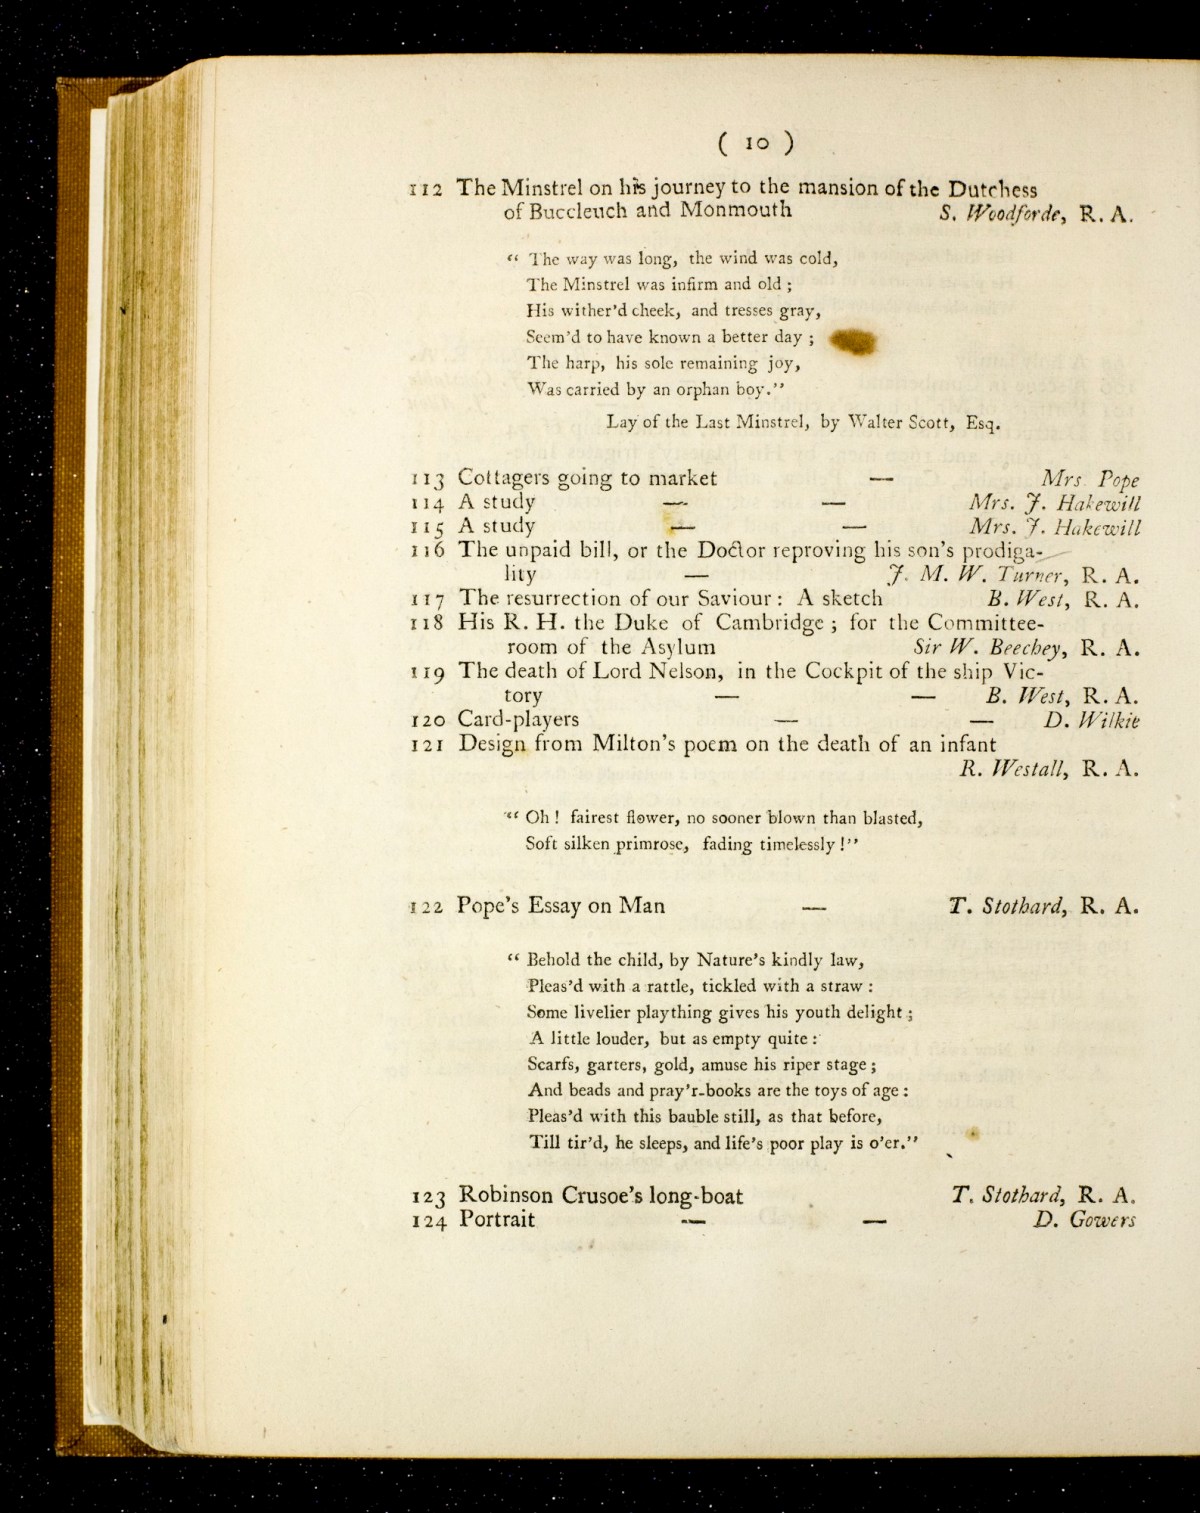 ( 10 )
112 The Minstrel on his journey to the mansion of the Dutchess
of Buccleuch and Monmouth S. Woodforde, R. A.
“ The way was long, the wind was cold,
The Minstrel was infirm and old ;
His wither’d cheek, and tresses gray,
Seem’d to have known a better day ;
The harp, his sole remaining joy,
Was carried by an orphan boy.”
Lay of the Last Minstrel, by Walter Scott, Esq.
113 Cottagers going to market — Mrs. Pope
114 A study — — Mrs. J. Hakewill
115 A study — — Mrs. J. Hakewill
116 The unpaid bill, or the Doctor reproving his son’s prodiga-
lity — J. M. W. Turner, R. A.
117 The resurrection of our Saviour : A sketch B. West, R. A.
118 His R. H. the Duke of Cambridge ; for the Committee-
room of the Asylum Sir W. Beechey, R. A.
119 The death of Lord Nelson, in the Cockpit of the ship Vic-
tory — — B. West, R. A.
120 Card-players — — D. Wilkie
121 Design from Milton’s poem on the death of an infant
R. Westall, R. A.
“ Oh ! fairest flower, no sooner blown than blasted,
Soft silken primrose, fading timelessly !”
122 Pope’s Essay on Man — T. Stothard, R. A.
“ Behold the child, by Nature’s kindly law,
Pleas’d with a rattle, tickled with a straw :
Some livelier plaything gives his youth delight ;
A little louder, but as empty quite :
Scarfs, garters, gold, amuse his riper stage ;
And beads and pray’r-books are the toys of age :
Pleas’d with this bauble still, as that before,
Till tir’d, he sleeps, and life’s poor play is o’er.”
123 Robinson Crusoe’s long-boat T. Stothard, R. A.
124 Portrait — — D. Gowers